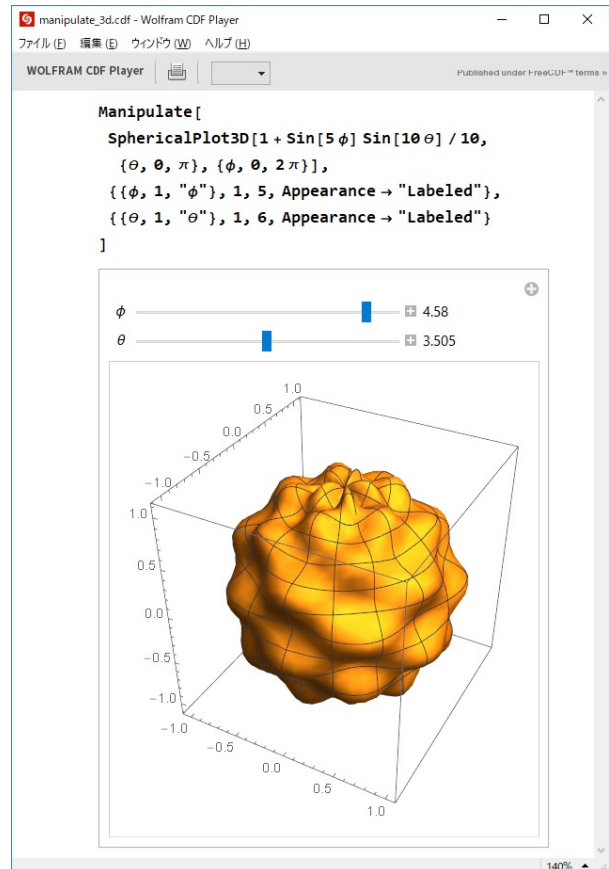 manipulate_3d.cdf - Wolfram CDF Player
ファイル (F) 編集 (E) ウィンドウ (W) ヘルプ (H)
WOLFRAM CDF Player
Published under FreeCDF™ terms »
Manipulate[
SphericalPlot3D[1 + Sin[5 ϕ] Sin[10 θ] / 10,
{θ, 0, π}, {ϕ, 0, 2 π}],
{{ϕ, 1, "ϕ"}, 1, 5, Appearance → "Labeled"},
{{θ, 1, "θ"}, 1, 6, Appearance → "Labeled"}
]
ϕ 4.58
θ 3.505
1.0
0.5
0.0
−0.5
−1.0
1.0
0.5
0.0
−0.5
−1.0
−1.0
−0.5
0.0
0.5
1.0
140%